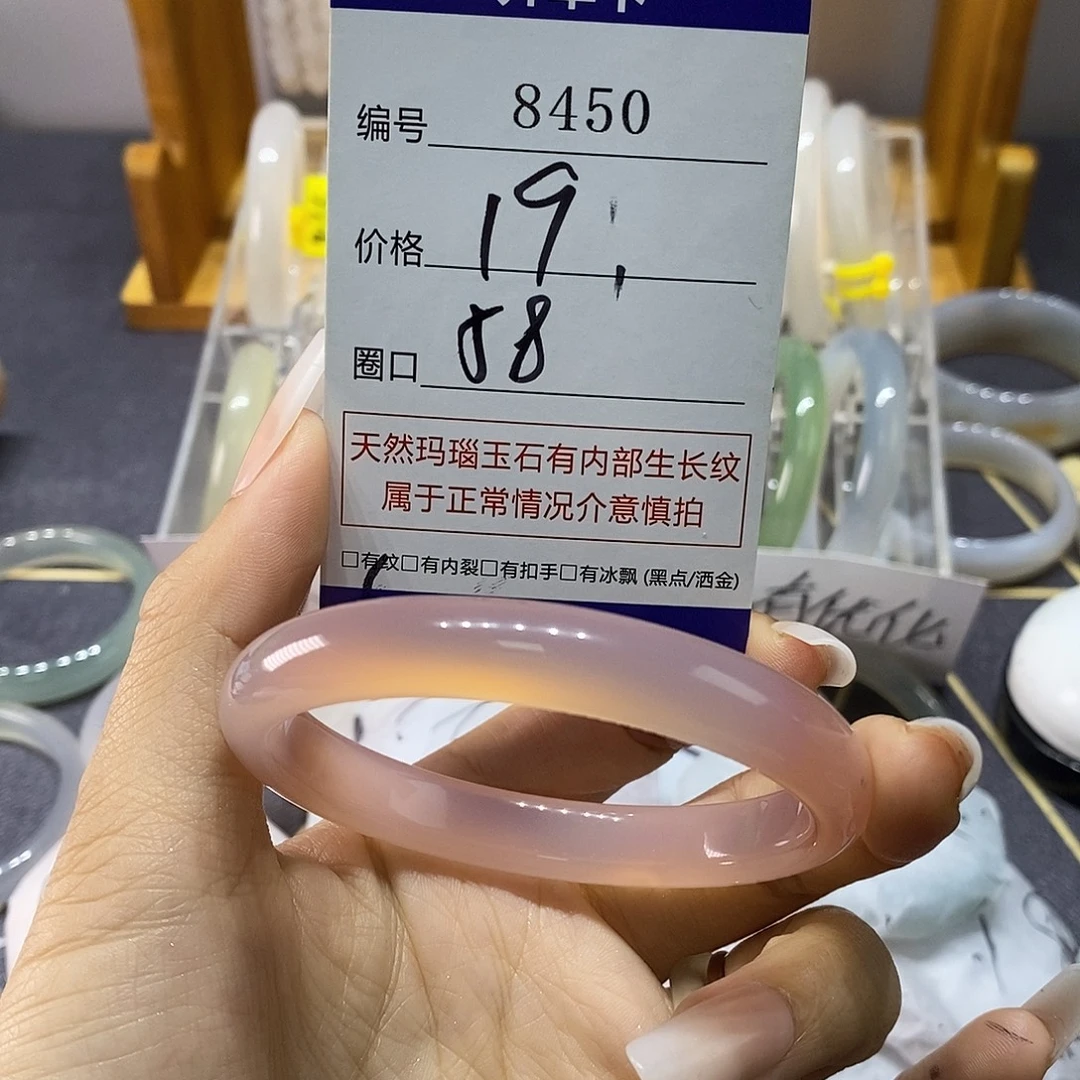 编号 8450
价格 19,
圈口 58
天然玛瑙玉石有内部生长纹
属于正常情况介意慎拍
□有纹□有内裂□有扣手□有冰飘 (黑点/洒金)